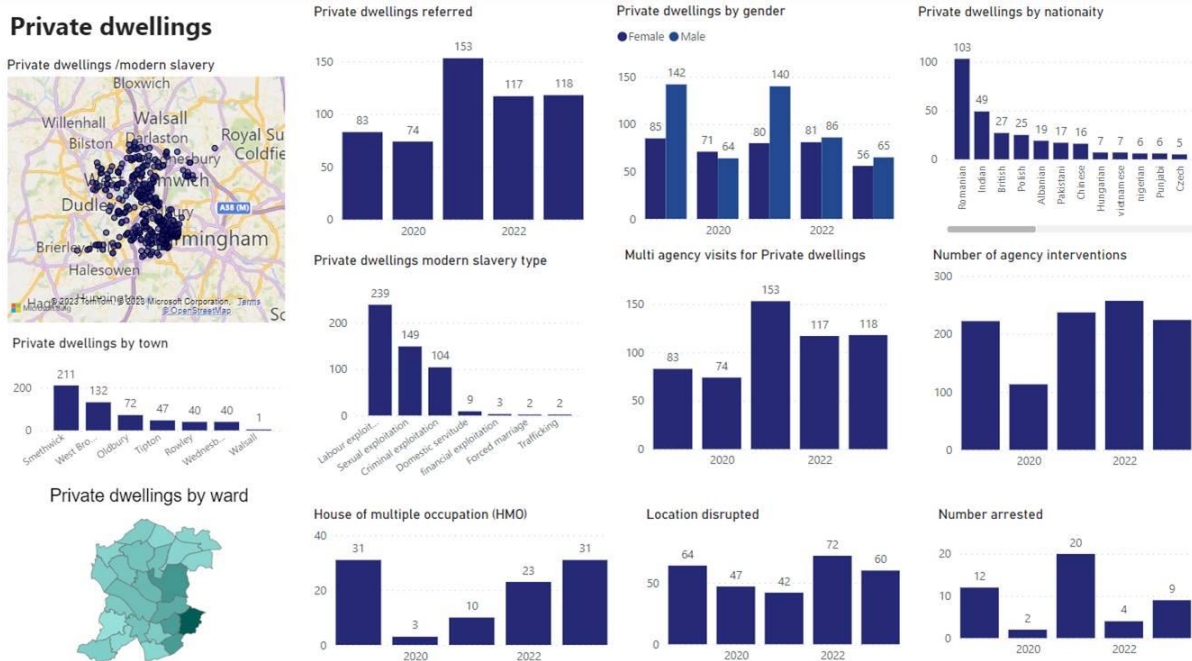 Private dwellings
Private dwellings /modern slavery
Bloxwich
Willenhall
Walsall
Bilston
Darlaston
Royal Su
Coldfie
Dudley
A38 (M)
Brierley
rmingham
Halesowen
© 2023 TomTom, © 2023 Microsoft Corporation, Terms
© OpenStreetMap
Private dwellings by town
211
132
72
47
40
40
1
200
0
Smethwick
West Bro...
Oldbury
Tipton
Rowley
Wednesb...
Walsall
Private dwellings by ward
Private dwellings referred
150
100
50
0
83
74
153
117
118
2020
2022
Private dwellings modern slavery type
200
100
0
239
149
104
9
3
2
2
Labour exploit...
Sexual exploitation
Criminal exploitation
Domestic servitude
financial exploitation
Forced marriage
Trafficking
House of multiple occupation (HMO)
40
20
0
31
3
10
23
31
2020
2022
Private dwellings by gender
Female Male
150
100
50
0
85
142
71
64
80
140
81
86
56
65
2020
2022
Multi agency visits for Private dwellings
150
100
50
0
83
74
153
117
118
2020
2022
Location disrupted
50
0
64
47
42
72
60
2020
2022
Private dwellings by nationaity
100
50
0
103
49
27
25
19
17
16
7
7
6
6
5
Romanian
Indian
British
Polish
Albanian
Pakistani
Chinese
Hungarian
vietnamese
nigerian
Punjabi
Czech
Number of agency interventions
300
200
100
0
2020
2022
Number arrested
20
10
0
12
2
20
4
9
2020
2022